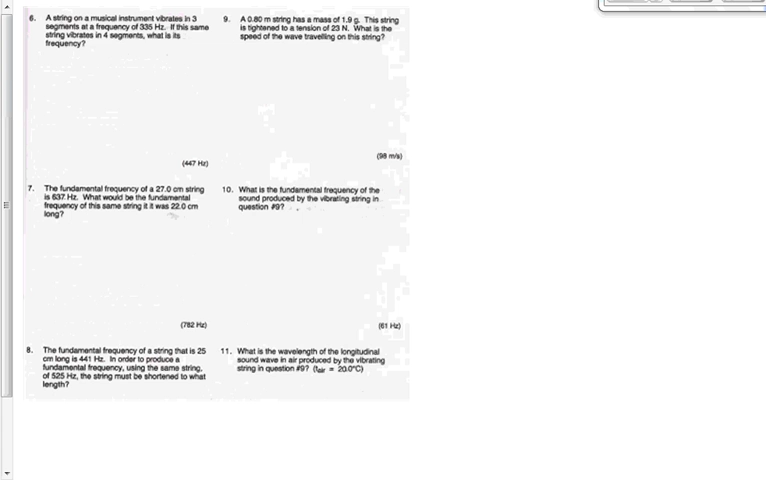 6. A string on a musical instrument vibrates in 3
segments at a frequency of 335 Hz. If this same
string vibrates in 4 segments, what is its
frequency?
(447 Hz)
7. The fundamental frequency of a 27.0 cm string
is 637 Hz. What would be the fundamental
frequency of this same string it it was 22.0 cm
long?
(782 Hz)
8. The fundamental frequency of a string that is 25
cm long is 441 Hz. In order to produce a
fundamental frequency, using the same string,
of 525 Hz, the string must be shortened to what
length?
9. A 0.80 m string has a mass of 1.9 g. This string
is tightened to a tension of 23 N. What is the
speed of the wave travelling on this string?
(98 m/s)
10. What is the fundamental frequency of the
sound produced by the vibrating string in
question #9?
(61 Hz)
11. What is the wavelength of the longitudinal
sound wave in air produced by the vibrating
string in question #9? (tair = 20.0°C)